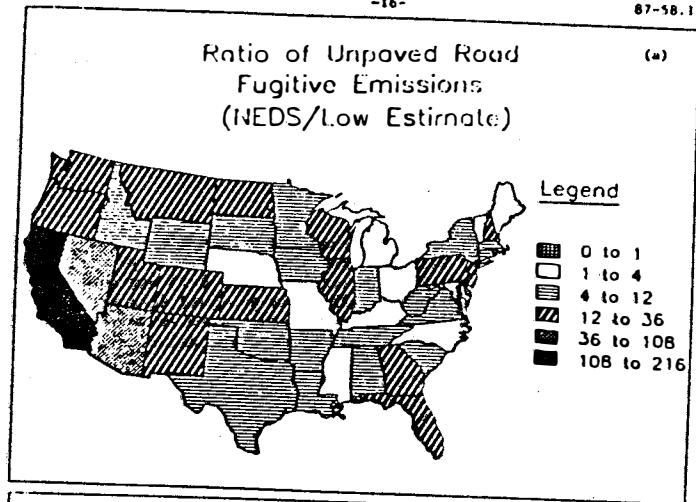 -16-
87-58.1
Ratio of Unpaved Road
(a)
Fugitive Emissions
(NEDS/Low Estimate)
Legend
0 to 1
1 to 4
4 to 12
12 to 36
36 to 108
108 to 216